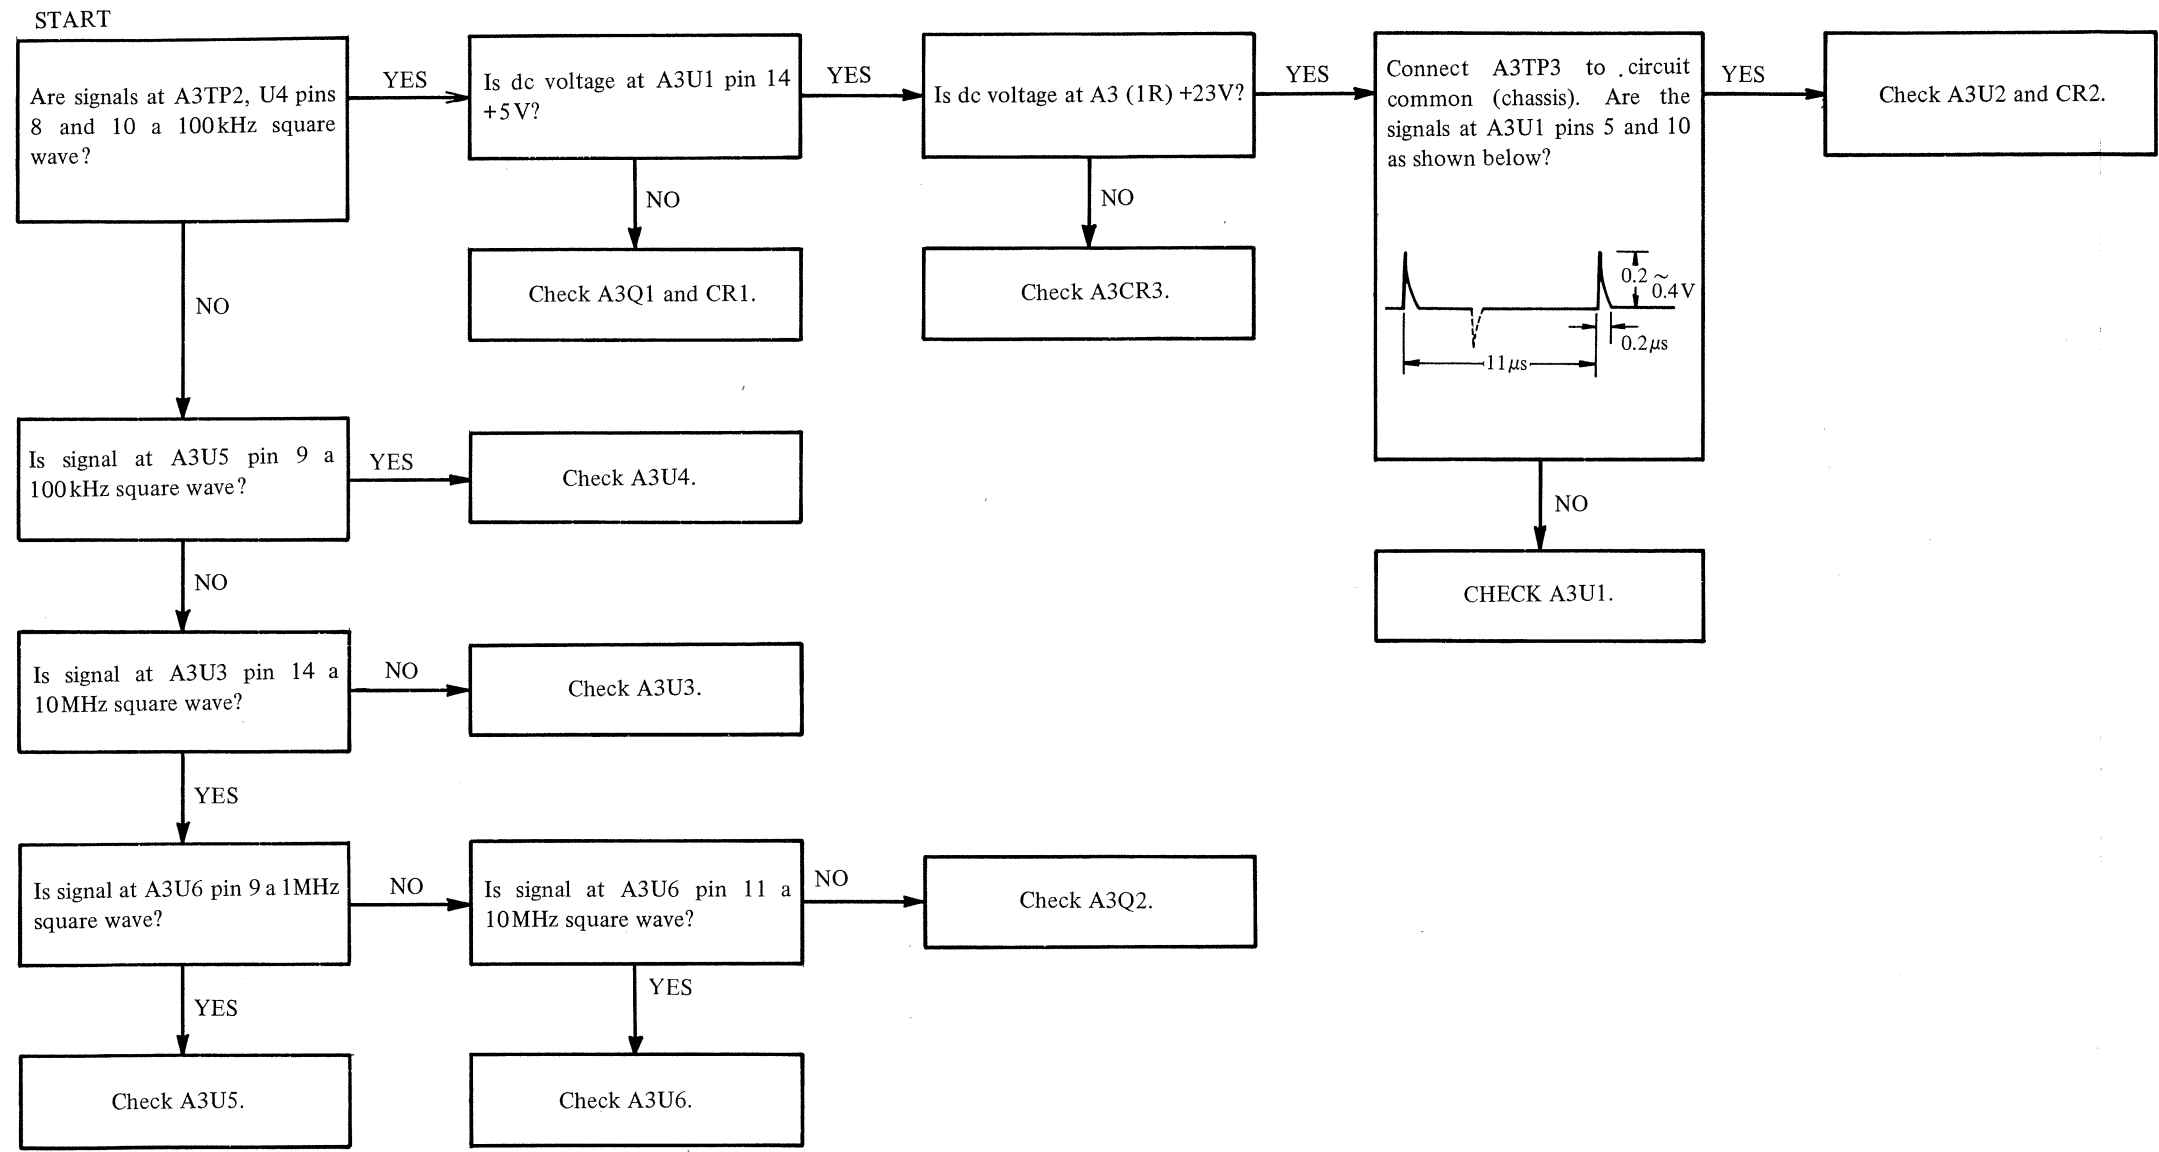 START
Are signals at A3TP2, U4 pins
8 and 10 a 100kHz square
wave?
YES
Is dc voltage at A3U1 pin 14
+5V?
YES
Is dc voltage at A3 (1R) +23V?
YES
Connect A3TP3 to circuit
common (chassis). Are the
signals at A3U1 pins 5 and 10
as shown below?
0.2 ~
0.4V
0.2μs
11μs
YES
Check A3U2 and CR2.
NO
Check A3Q1 and CR1.
NO
Check A3CR3.
NO
CHECK A3U1.
NO
Is signal at A3U5 pin 9 a
100kHz square wave?
YES
Check A3U4.
NO
Is signal at A3U3 pin 14 a
10MHz square wave?
NO
Check A3U3.
YES
Is signal at A3U6 pin 9 a 1MHz
square wave?
NO
Is signal at A3U6 pin 11 a
10MHz square wave?
NO
Check A3Q2.
YES
Check A3U5.
YES
Check A3U6.